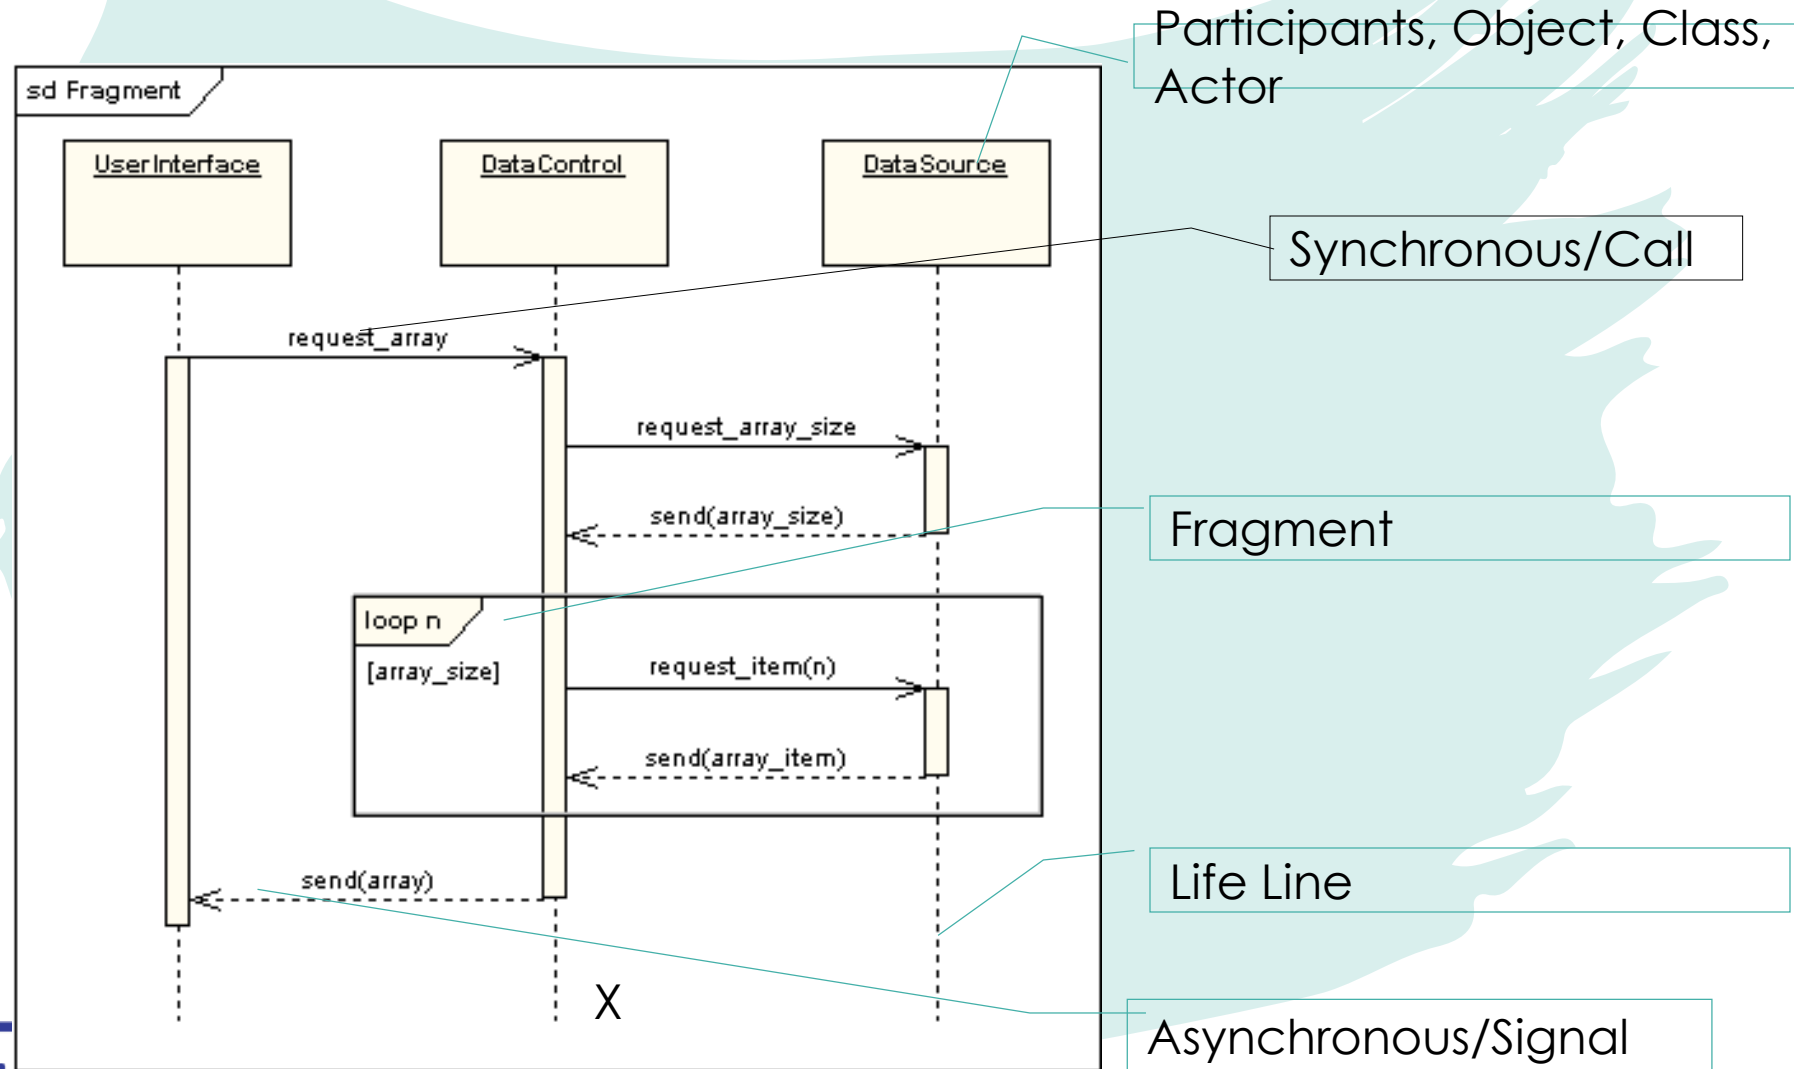 Participants, Object, Class,
Actor
sd Fragment
UserInterface
DataControl
DataSource
Synchronous/Call
request_array
request_array_size
send(array_size)
Fragment
loop n
[array_size]
request_item(n)
send(array_item)
Life Line
send(array)
X
Asynchronous/Signal